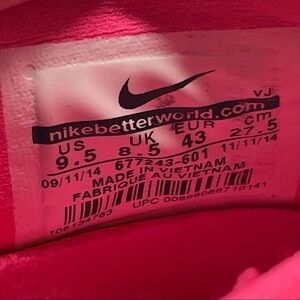 VJ
nikebetterworld.com
US UK EUR cm
9.5 8.5 43 27.5
09/11/14 677243-601 11/11/14
MADE IN VIETNAM
FABRIQUE AU VIETNAM
UPC